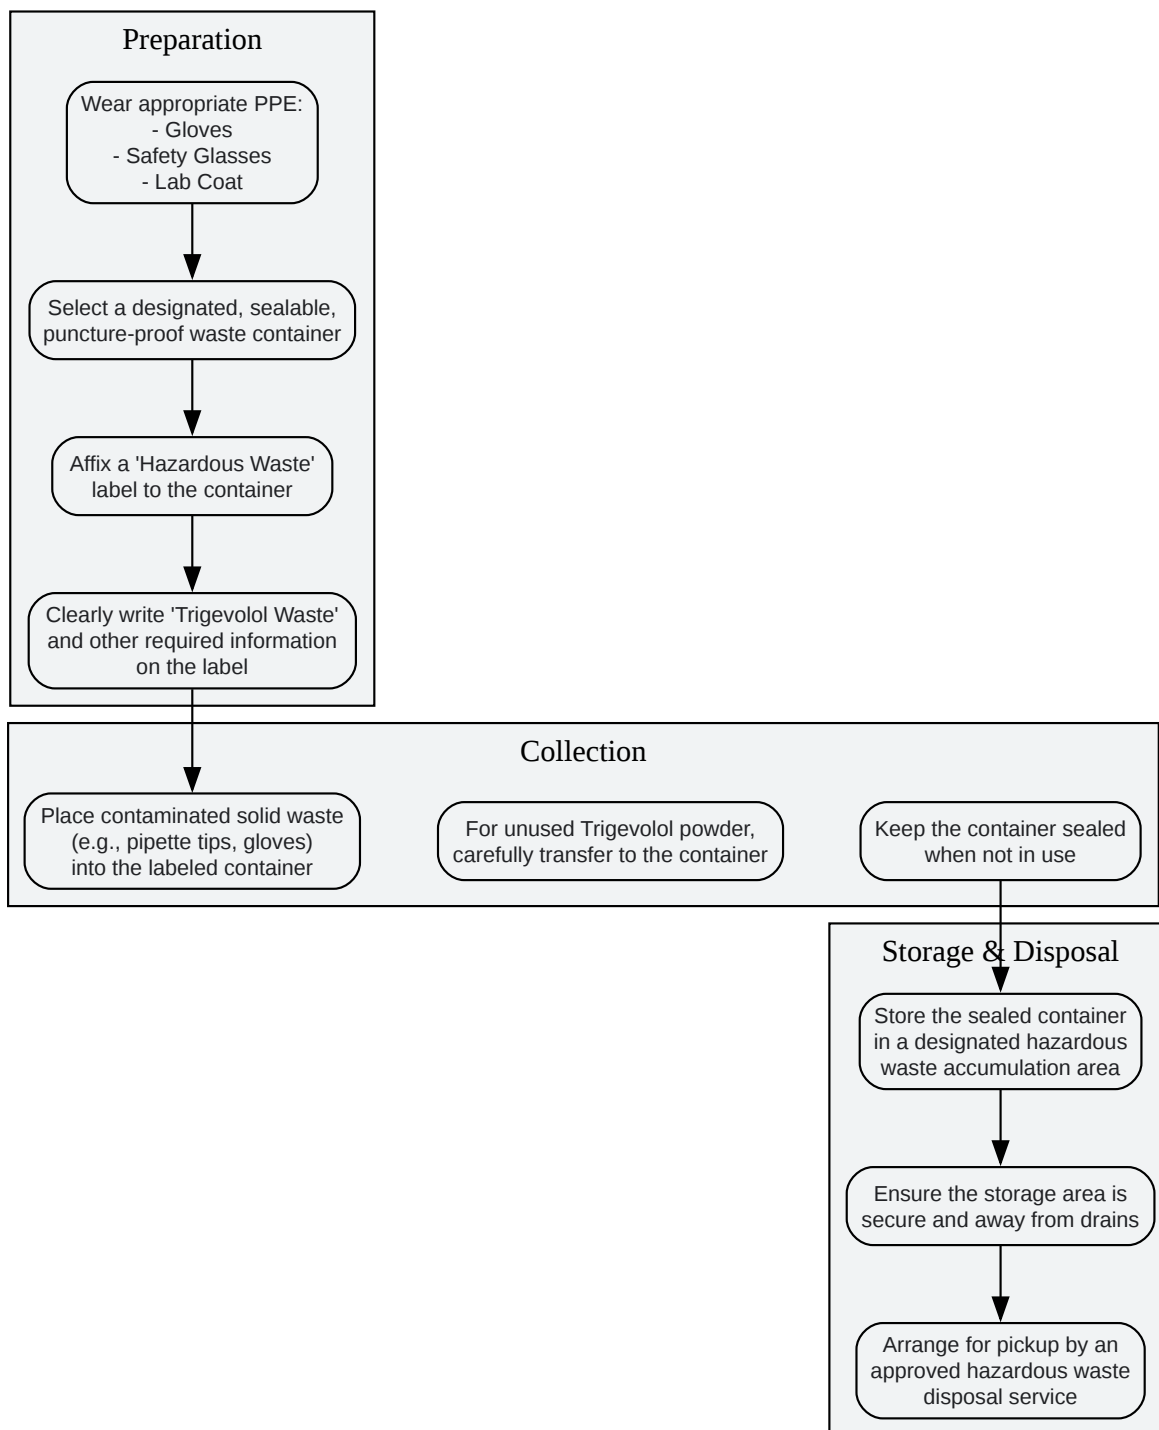 Preparation
Wear appropriate PPE:
- Gloves
- Safety Glasses
- Lab Coat
Select a designated, sealable,
puncture-proof waste container
Affix a 'Hazardous Waste'
label to the container
Clearly write 'Trigevolol Waste'
and other required information
on the label
Collection
Place contaminated solid waste
(e.g., pipette tips, gloves)
into the labeled container
For unused Trigevolol powder,
carefully transfer to the container
Keep the container sealed
when not in use
Storage & Disposal
Store the sealed container
in a designated hazardous
waste accumulation area
Ensure the storage area is
secure and away from drains
Arrange for pickup by an
approved hazardous waste
disposal service